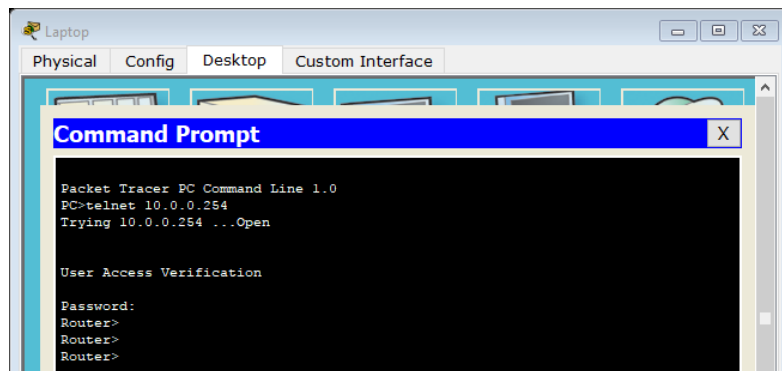 Laptop
Physical Config Desktop Custom Interface
Command Prompt
X
Packet Tracer PC Command Line 1.0
PC>telnet 10.0.0.254
Trying 10.0.0.254 ...Open
User Access Verification
Password:
Router>
Router>
Router>